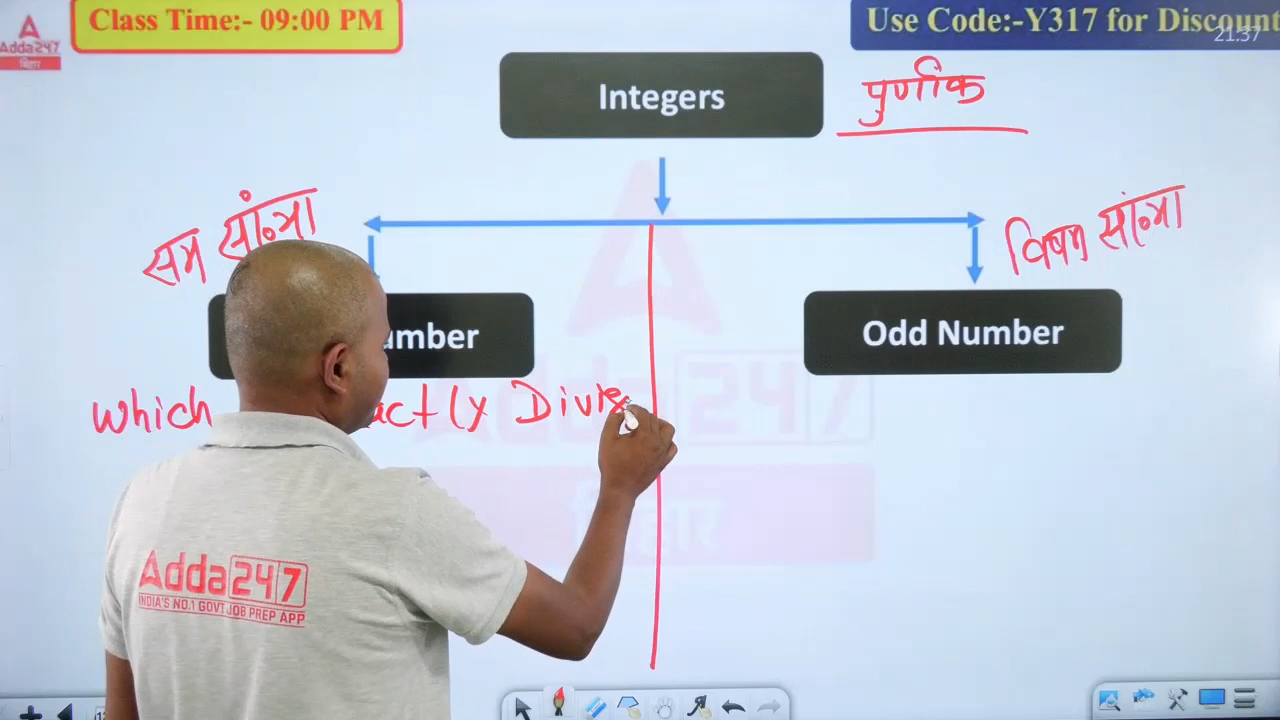 Class Time:- 09:00 PM
Use Code:-Y317 for Discount
21:37
Adda247
बिहार
Integers
पुर्णांक
सम
विषम
umber
Odd Number
which actly Divis
Adda247
INDIA'S NO.1 GOVT JOB PREP APP